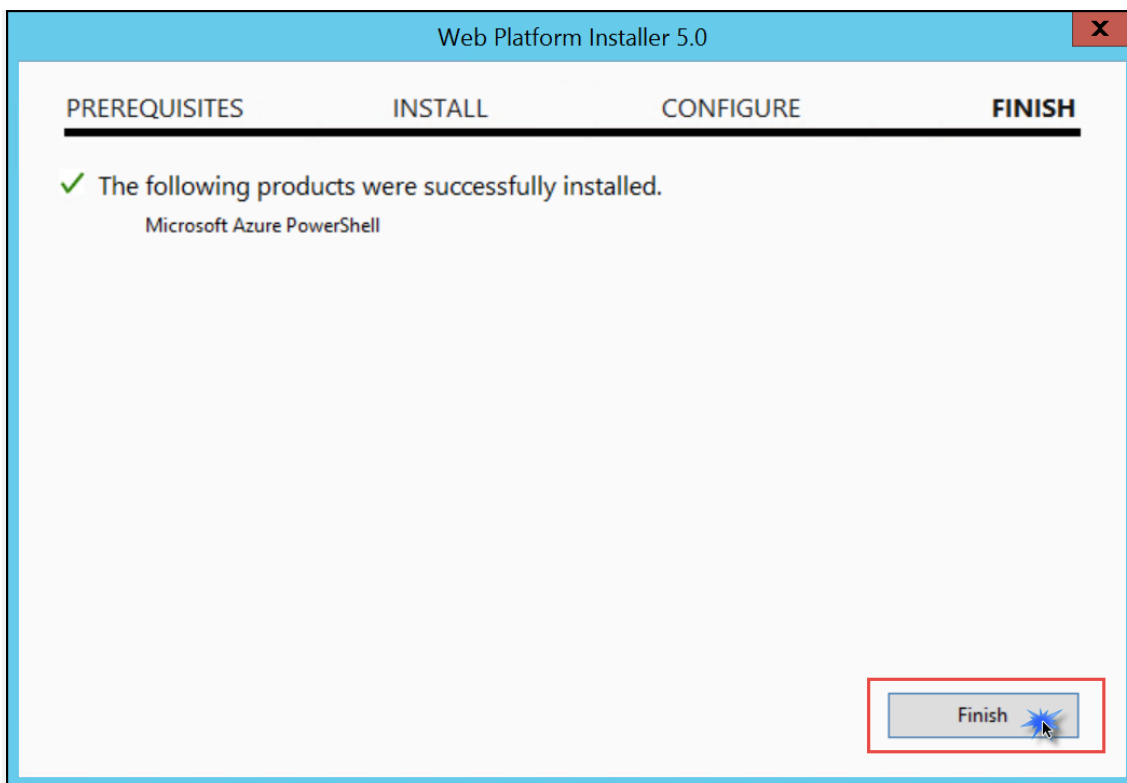 Web Platform Installer 5.0
X
PREREQUISITES INSTALL CONFIGURE FINISH
The following products were successfully installed.
Microsoft Azure PowerShell
Finish